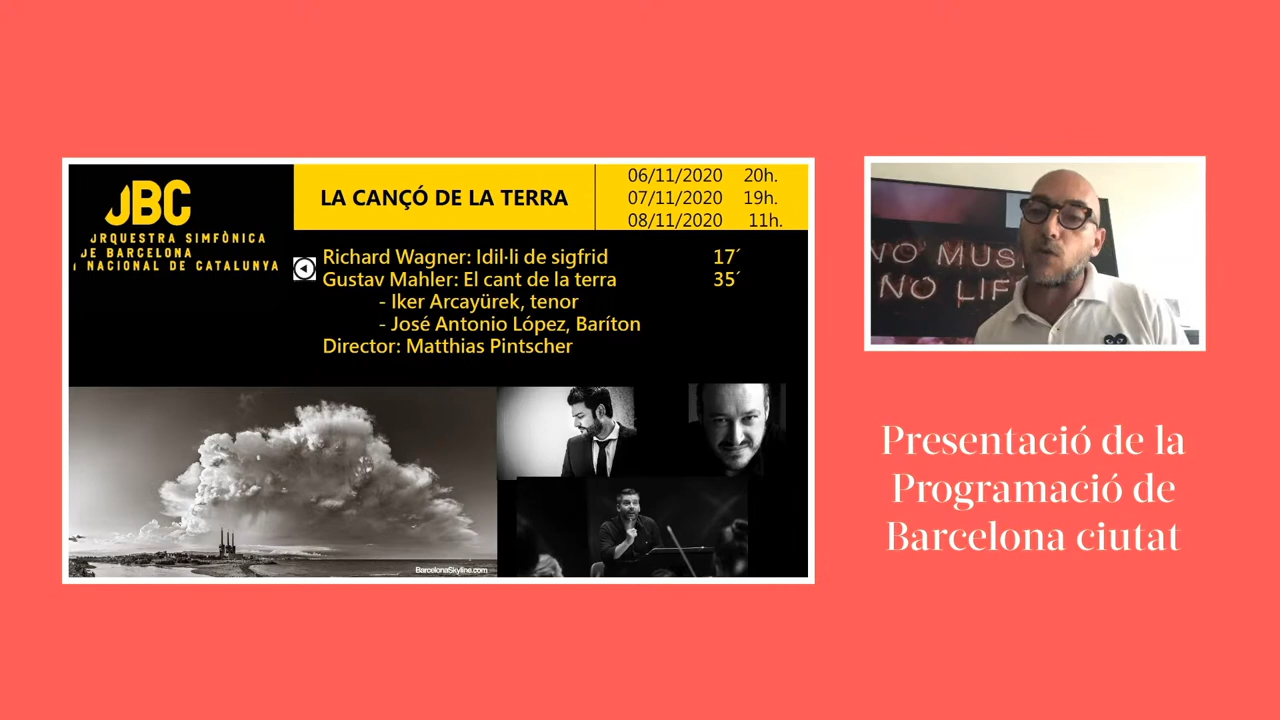 JBC
JRQUESTRA SIMFÒNICA
DE BARCELONA
I NACIONAL DE CATALUNYA
LA CANÇÓ DE LA TERRA
06/11/2020 20h.
07/11/2020 19h.
08/11/2020 11h.
Richard Wagner: Idil·li de sigfrid 17´
Gustav Mahler: El cant de la terra 35´
- Iker Arcayürek, tenor
- José Antonio López, Baríton
Director: Matthias Pintscher
BarcelonaSkyline.com
NO MUSI
NO LIF
Presentació de la
Programació de
Barcelona ciutat